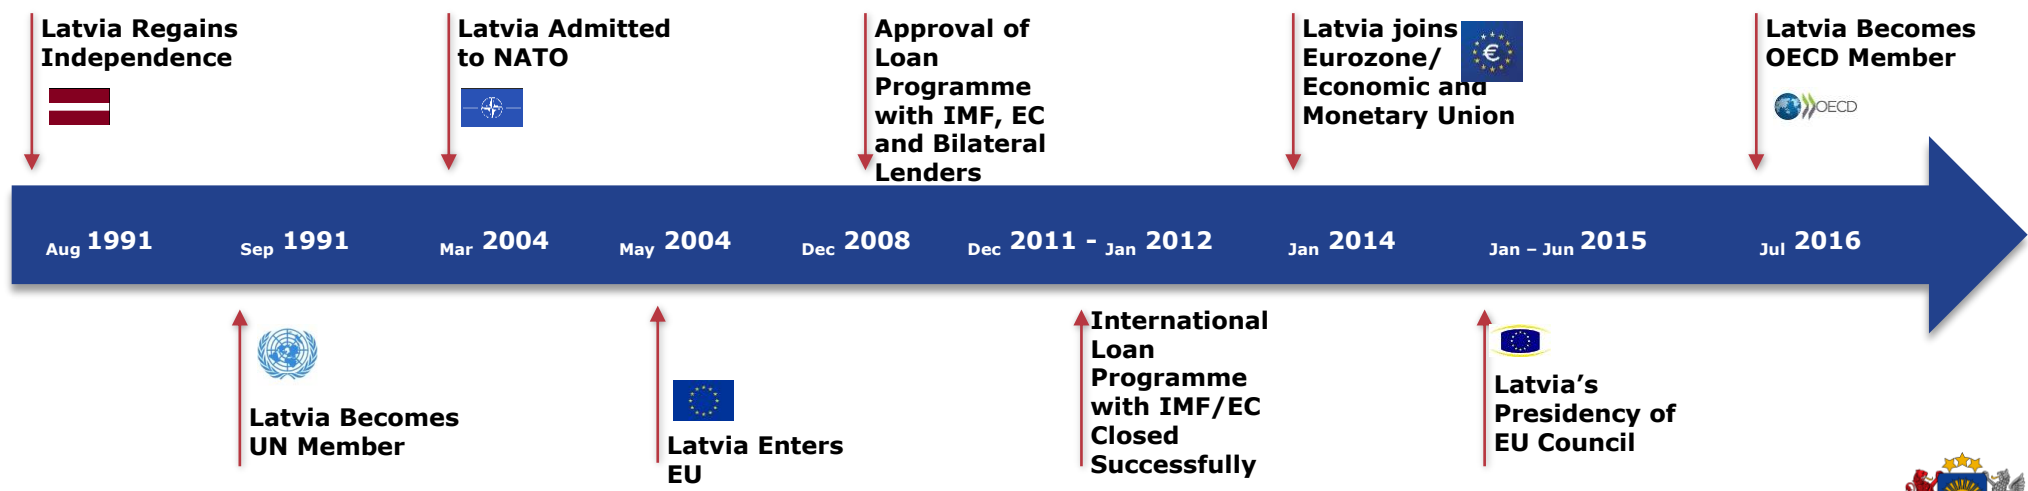 Latvia Regains
Independence
Latvia Admitted
to NATO
Approval of
Loan
Programme
with IMF, EC
and Bilateral
Lenders
Latvia joins
Eurozone/
Economic and
Monetary Union
€
Latvia Becomes
OECD Member
OECD
Aug 1991
Sep 1991
Mar 2004
May 2004
Dec 2008
Dec 2011 - Jan 2012
Jan 2014
Jan – Jun 2015
Jul 2016
Latvia Becomes
UN Member
Latvia Enters
EU
International
Loan
Programme
with IMF/EC
Closed
Successfully
Latvia’s
Presidency of
EU Council